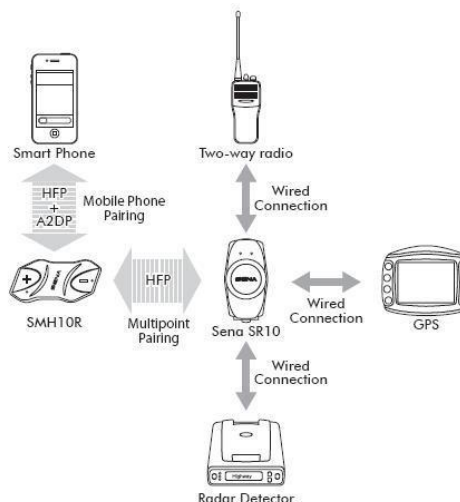 Smart Phone
Two-way radio
HFP
+
A2DP
Mobile Phone
Pairing
Wired
Connection
SENA
HFP
SENA
SMH10R
Multipoint
Pairing
Sena SR10
Wired
Connection
GPS
Wired
Connection
Highway
Radar Detector